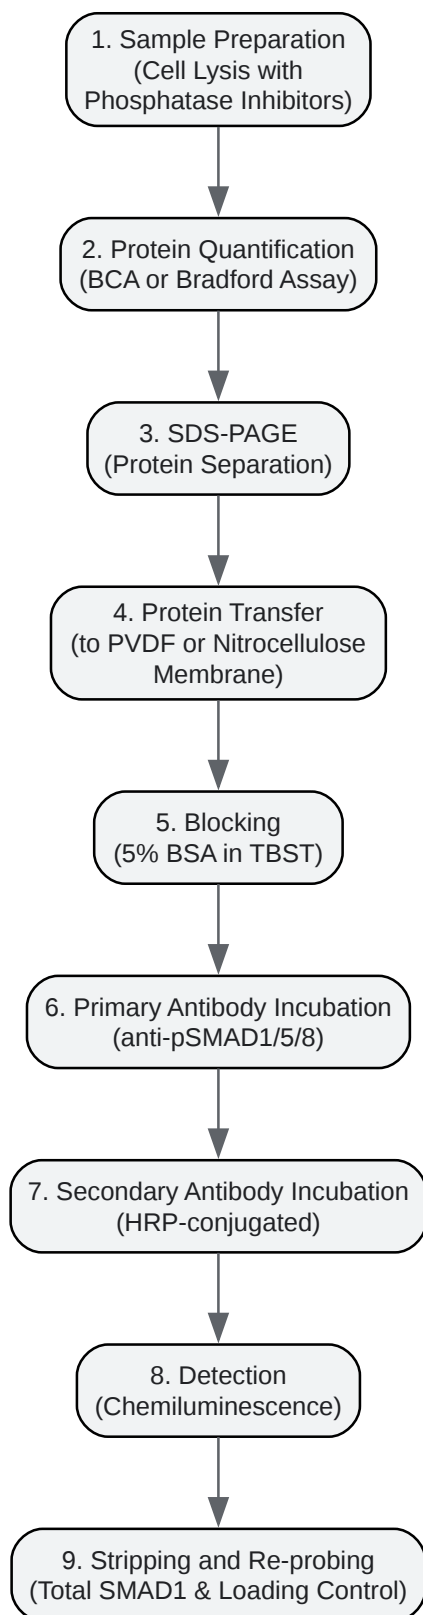 1. Sample Preparation
(Cell Lysis with
Phosphatase Inhibitors)
2. Protein Quantification
(BCA or Bradford Assay)
3. SDS-PAGE
(Protein Separation)
4. Protein Transfer
(to PVDF or Nitrocellulose
Membrane)
5. Blocking
(5% BSA in TBST)
6. Primary Antibody Incubation
(anti-pSMAD1/5/8)
7. Secondary Antibody Incubation
(HRP-conjugated)
8. Detection
(Chemiluminescence)
9. Stripping and Re-probing
(Total SMAD1 & Loading Control)